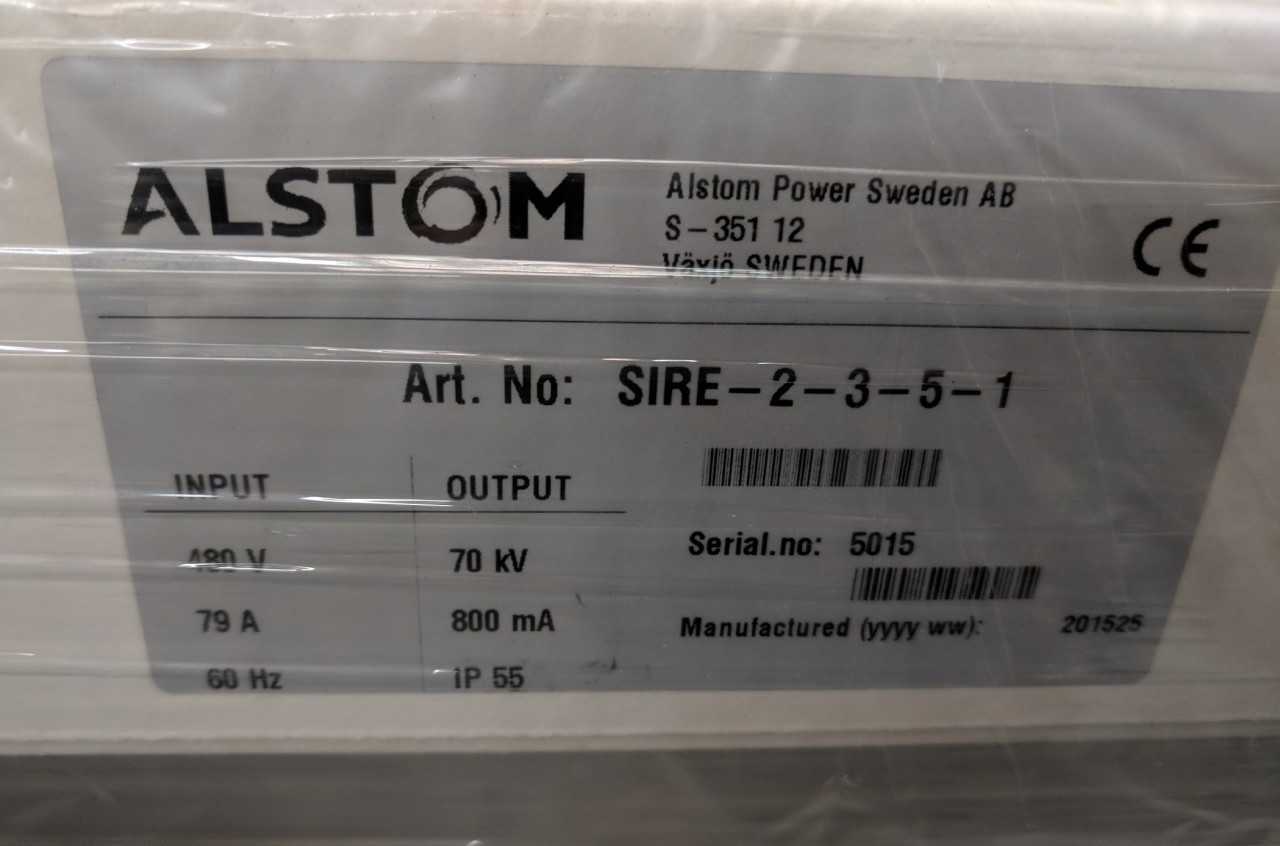 ALSTOM
Alstom Power Sweden AB
S-351 12
Växjö SWEDEN
CE
Art. No: SIRE-2-3-5-1
INPUT OUTPUT
480 V 70 kV
79 A 800 mA
60 Hz IP 55
Serial.no: 5015
Manufactured (yyyy ww): 201525